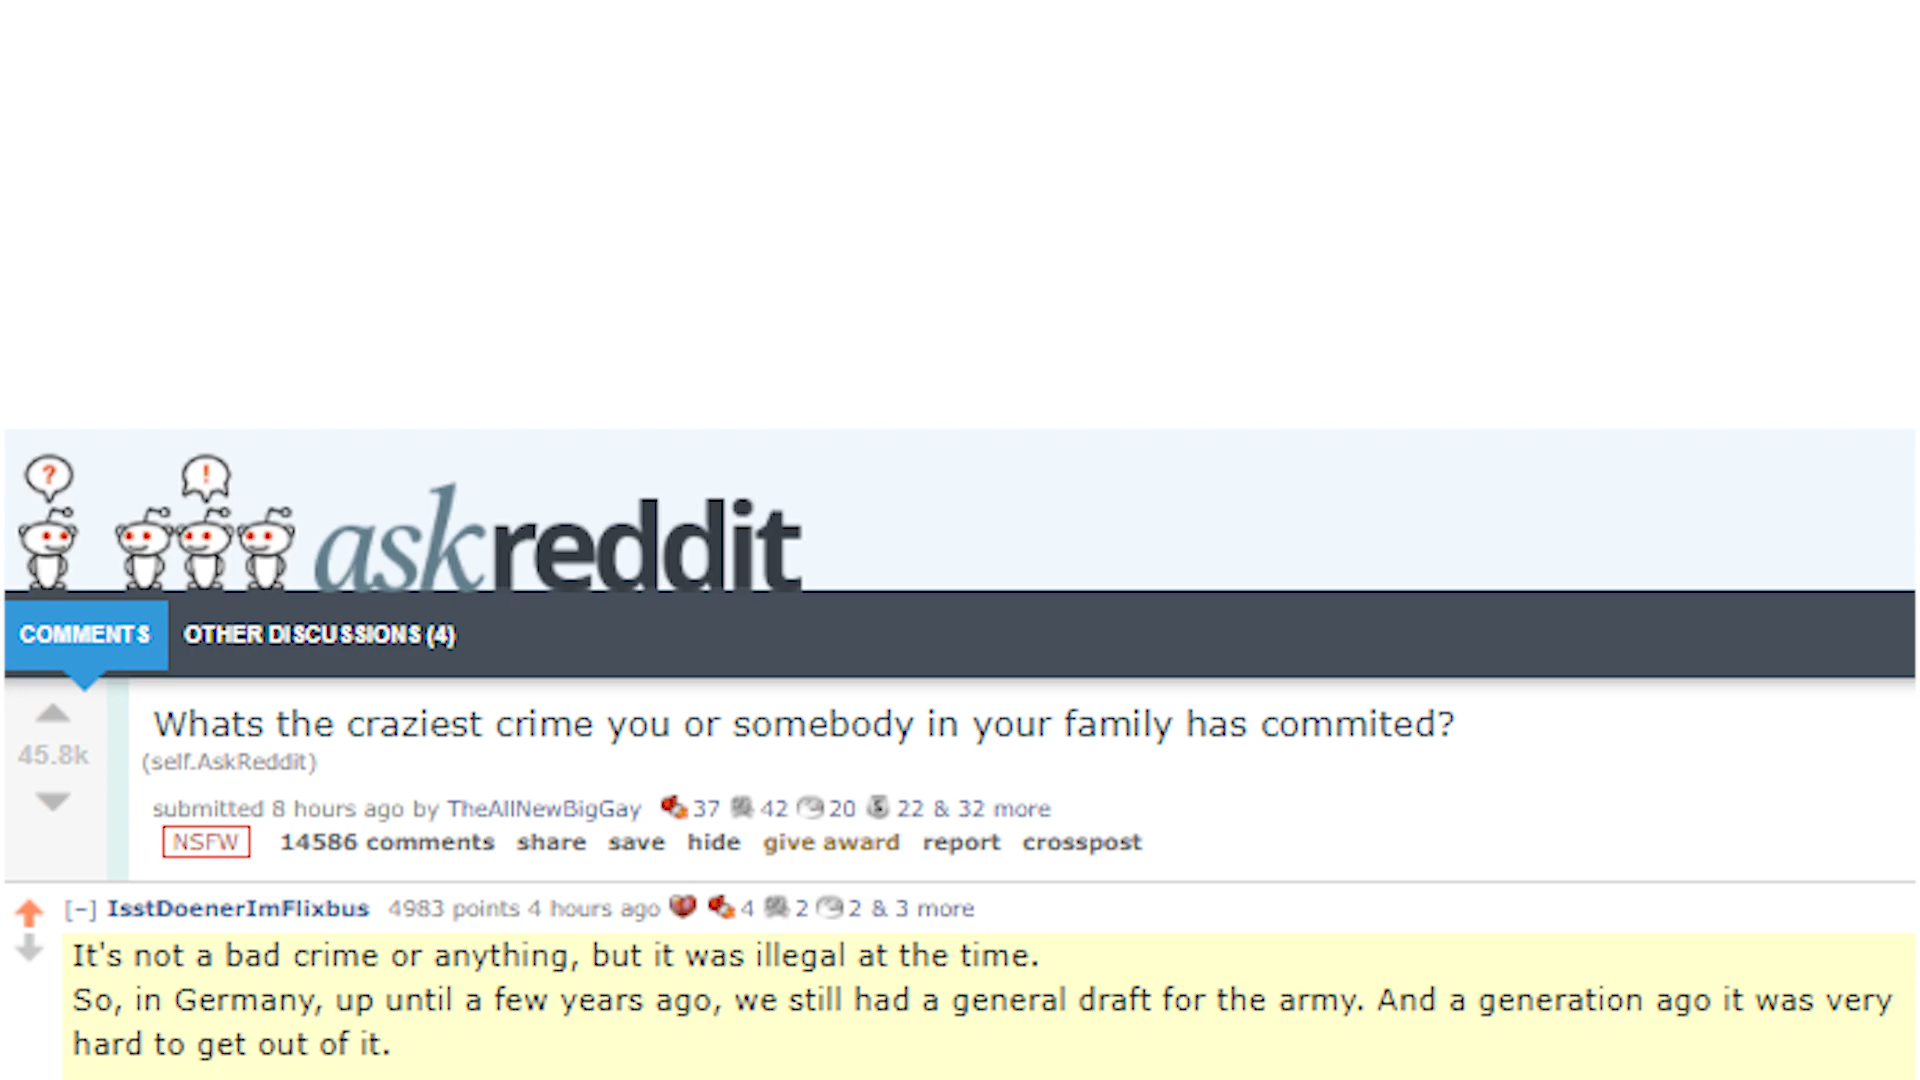 ? !
askreddit
COMMENTS OTHER DISCUSSIONS (4)
Whats the craziest crime you or somebody in your family has commited?
45.8k
(self.AskReddit)
submitted 8 hours ago by TheAllNewBigGay 37 42 20 22 & 32 more
NSFW 14586 comments share save hide give award report crosspost
[–] IsstDoenerImFlixbus 4983 points 4 hours ago 4 2 2 & 3 more
It's not a bad crime or anything, but it was illegal at the time.
So, in Germany, up until a few years ago, we still had a general draft for the army. And a generation ago it was very
hard to get out of it.